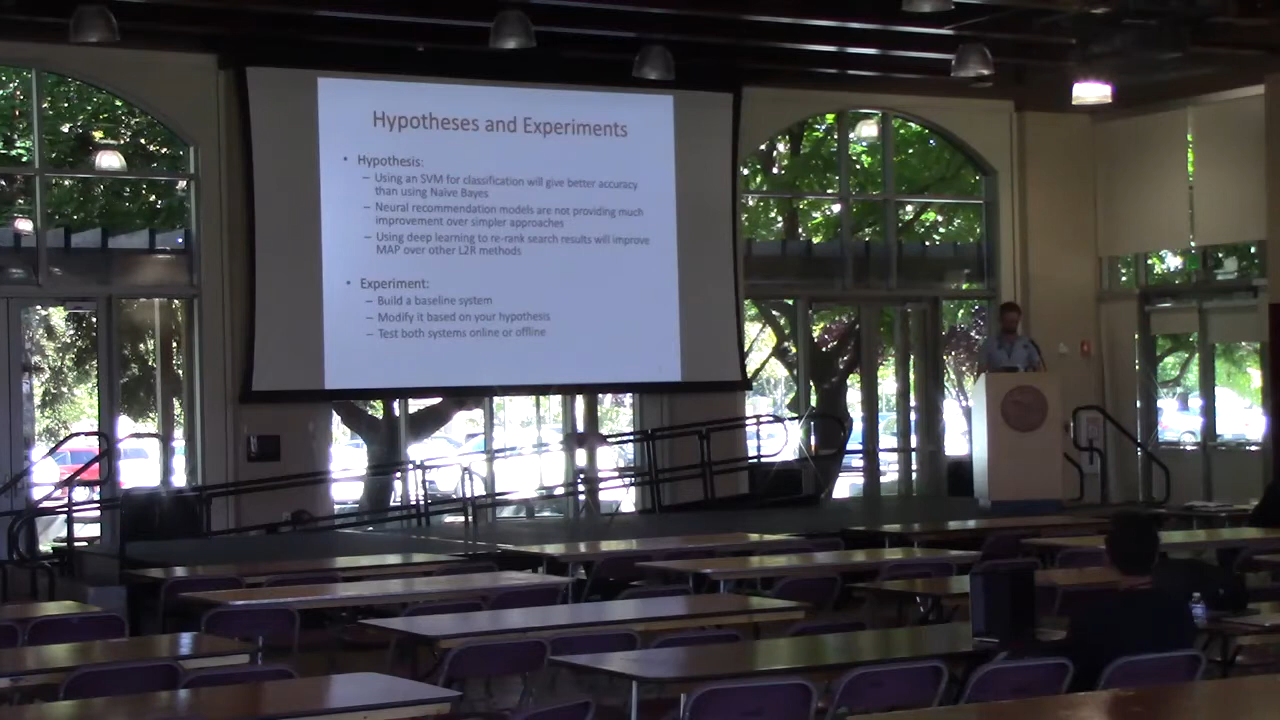 Hypotheses and Experiments
• Hypothesis:
– Using an SVM for classification will give better accuracy
than using Naïve Bayes
– Neural recommendation models are not providing much
improvement over simpler approaches
– Using deep learning to re-rank search results will improve
MAP over other L2R methods
• Experiment:
– Build a baseline system
– Modify it based on your hypothesis
– Test both systems online or offline